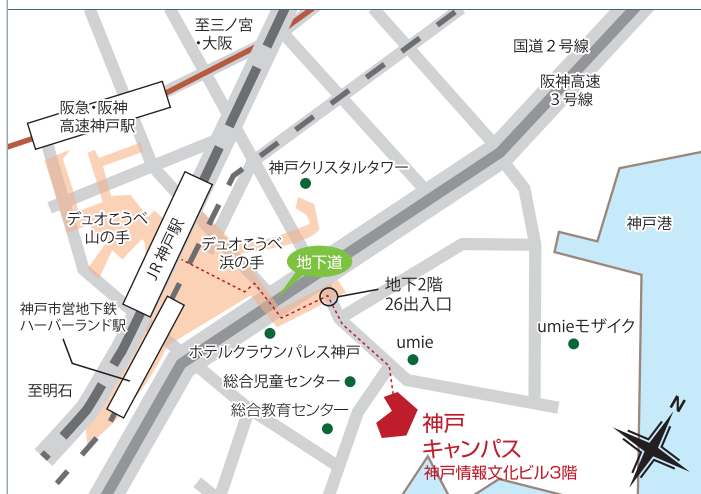 至三ノ宮
・大阪
国道2号線
阪神高速
3号線
阪急・阪神
高速神戸駅
神戸クリスタルタワー
デュオこうべ
山の手
JR神戸駅
デュオこうべ
浜の手
神戸港
地下道
地下2階
26出入口
神戸市営地下鉄
ハーバーランド駅
umieモザイク
umie
ホテルクラウンパレス神戸
至明石
総合児童センター
総合教育センター
N
神戸
キャンパス
神戸情報文化ビル3階